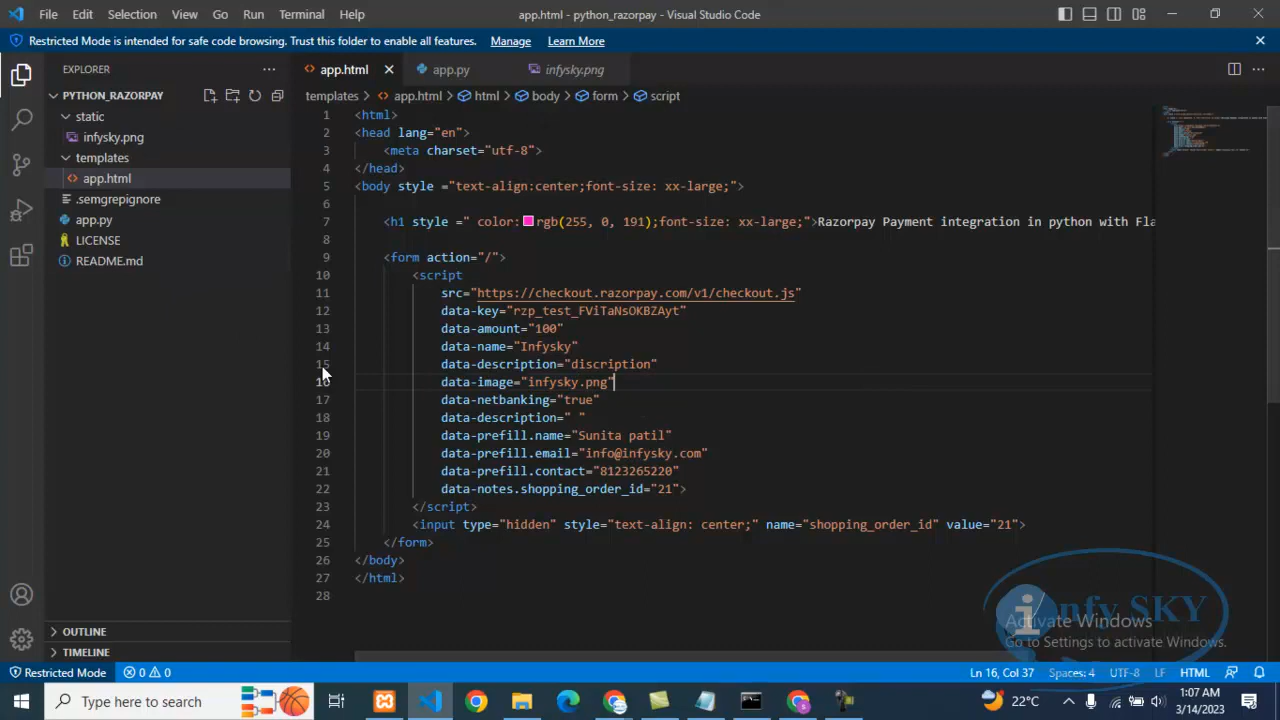 File Edit Selection View Go Run Terminal Help
app.html - python_razorpay - Visual Studio Code
Restricted Mode is intended for safe code browsing. Trust this folder to enable all features. Manage Learn More
EXPLORER
PYTHON_RAZORPAY
static
infysky.png
templates
app.html
.semgrepignore
app.py
LICENSE
README.md
OUTLINE
TIMELINE
app.html app.py infysky.png
templates > app.html > html > body > form > script
1 <html>
2 <head lang="en">
3 <meta charset="utf-8">
4 </head>
5 <body style ="text-align:center;font-size: xx-large;">
6
7 <h1 style =" color: rgb(255, 0, 191);font-size: xx-large;">Razorpay Payment integration in python with Fla
8
9 <form action="/">
10 <script
11 src="https://checkout.razorpay.com/v1/checkout.js"
12 data-key="rzp_test_FViTaNsOKBZAyt"
13 data-amount="100"
14 data-name="Infysky"
15 data-description="discription"
16 data-image="infysky.png"
17 data-netbanking="true"
18 data-description=" "
19 data-prefill.name="Sunita patil"
20 data-prefill.email="info@infysky.com"
21 data-prefill.contact="8123265220"
22 data-notes.shopping_order_id="21">
23 </script>
24 <input type="hidden" style="text-align: center;" name="shopping_order_id" value="21">
25 </form>
26 </body>
27 </html>
28
infy SKY
Activate Windows
Go to Settings to activate Windows.
Restricted Mode 0 0 Ln 16, Col 37 Spaces: 4 UTF-8 LF HTML
Type here to search
22°C
1:07 AM
3/14/2023